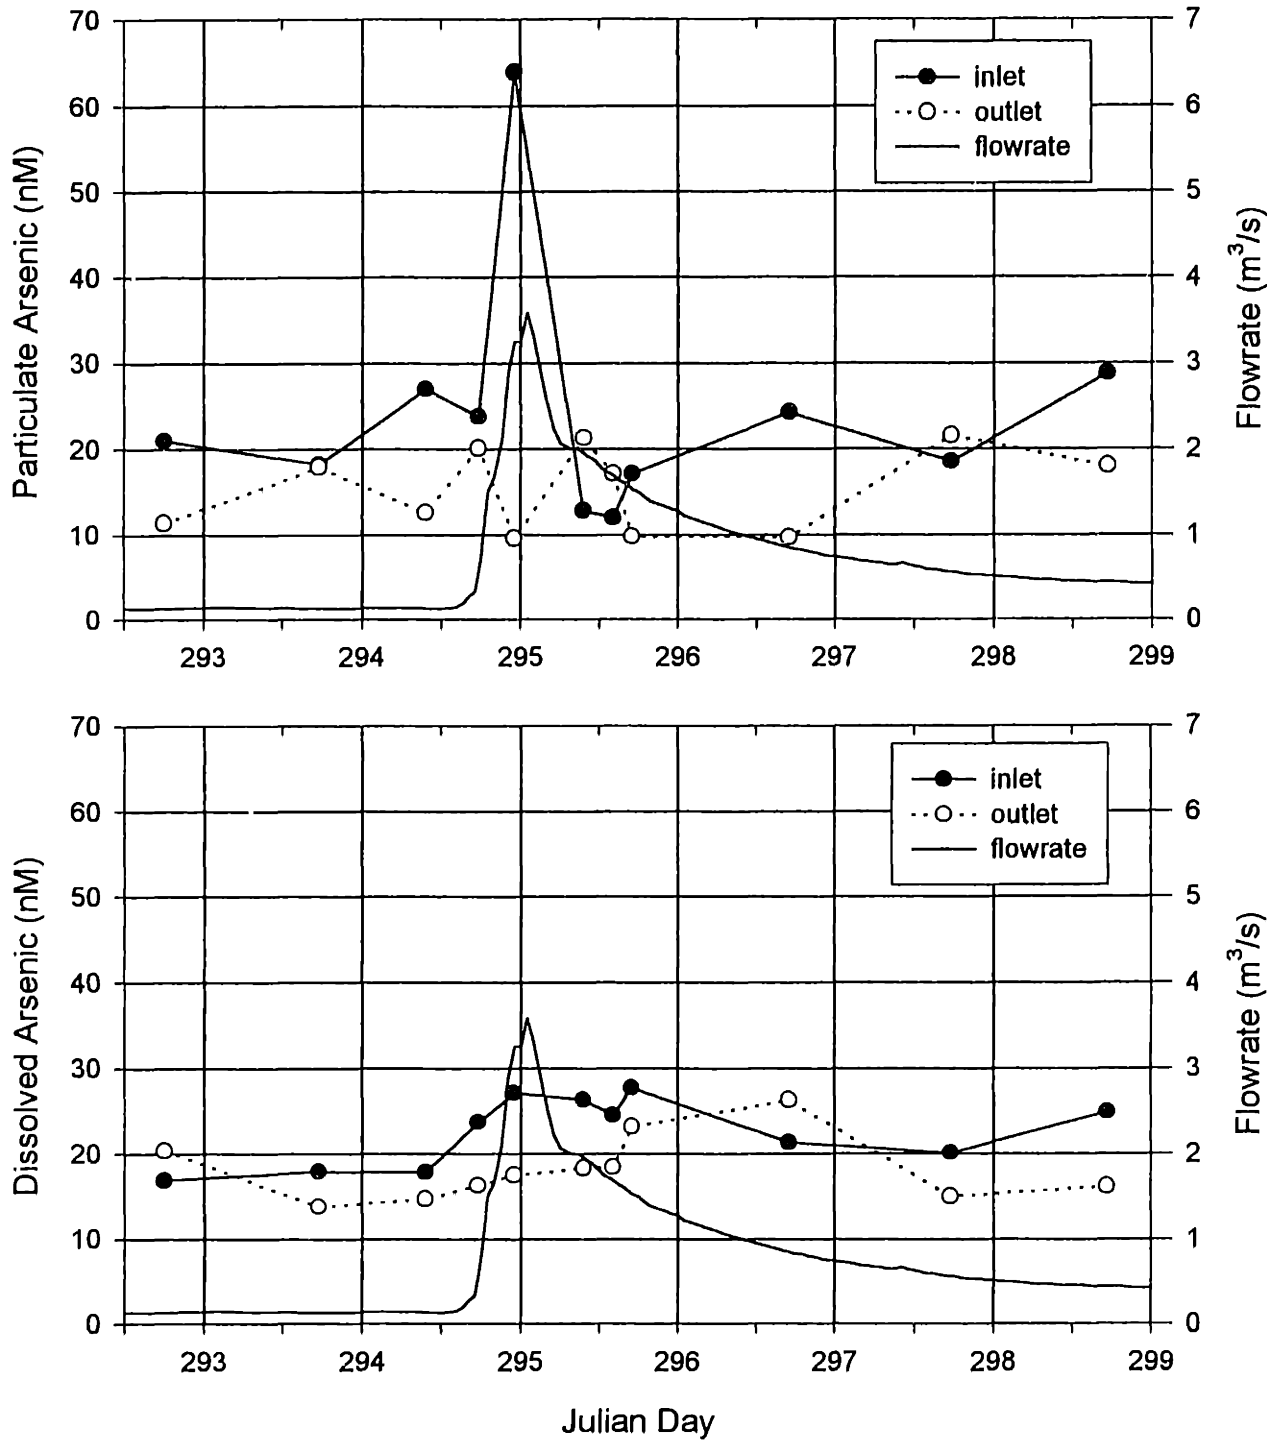 70
60
50
40
30
20
10
0
Particulate Arsenic (nM)
7
6
5
4
3
2
1
0
Flowrate (m³/s)
inlet
outlet
flowrate
293 294 295 296 297 298 299
70
60
50
40
30
20
10
0
Dissolved Arsenic (nM)
7
6
5
4
3
2
1
0
Flowrate (m³/s)
inlet
outlet
flowrate
293 294 295 296 297 298 299
Julian Day